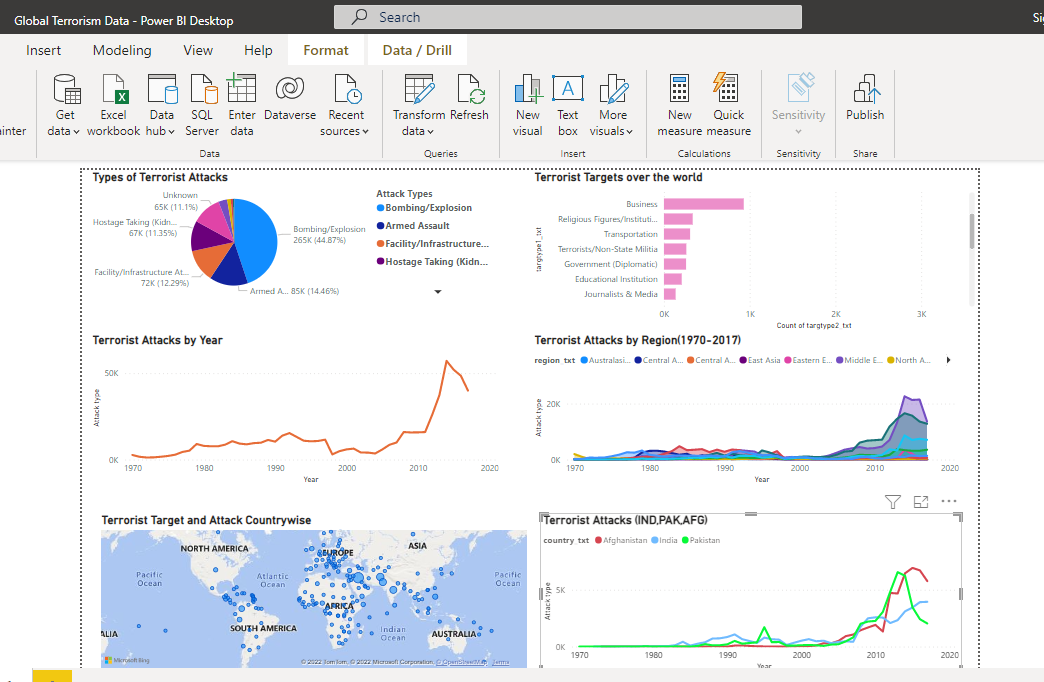 Global Terrorism Data - Power BI Desktop
Search
Insert Modeling View Help Format Data / Drill
Get data
Excel workbook
Data hub
SQL Server
Enter data
Dataverse
Recent sources
Transform data
Refresh
New visual
Text box
More visuals
New measure
Quick measure
Sensitivity
Publish
Data
Queries
Insert
Calculations
Sensitivity
Share
Types of Terrorist Attacks
Unknown
65K (11.1%)
Hostage Taking (Kidn...
67K (11.35%)
Facility/Infrastructure At...
72K (12.29%)
Bombing/Explosion
265K (44.87%)
Armed A... 85K (14.46%)
Attack Types
Bombing/Explosion
Armed Assault
Facility/Infrastructure...
Hostage Taking (Kidn...
Terrorist Targets over the world
targtype1_txt
Business
Religious Figures/Instituti...
Transportation
Terrorists/Non-State Militia
Government (Diplomatic)
Educational Institution
Journalists & Media
0K 1K 2K 3K
Count of targtype2_txt
Terrorist Attacks by Year
Attack type
50K
0K
1970 1980 1990 2000 2010 2020
Year
Terrorist Attacks by Region(1970-2017)
region_txt Australasi... Central A... Central A... East Asia Eastern E... Middle E... North A...
Attack type
20K
0K
1970 1980 1990 2000 2010 2020
Year
Terrorist Target and Attack Countrywise
NORTH AMERICA
EUROPE
ASIA
Pacific Ocean
Atlantic Ocean
Pacific Ocean
AFRICA
SOUTH AMERICA
Indian Ocean
AUSTRALIA
ALIA
Microsoft Bing
© 2022 TomTom, © 2022 Microsoft Corporation, © OpenStreetMap Terms
Terrorist Attacks (IND,PAK,AFG)
country_txt Afghanistan India Pakistan
Attack type
5K
0K
1970 1980 1990 2000 2010 2020
Year